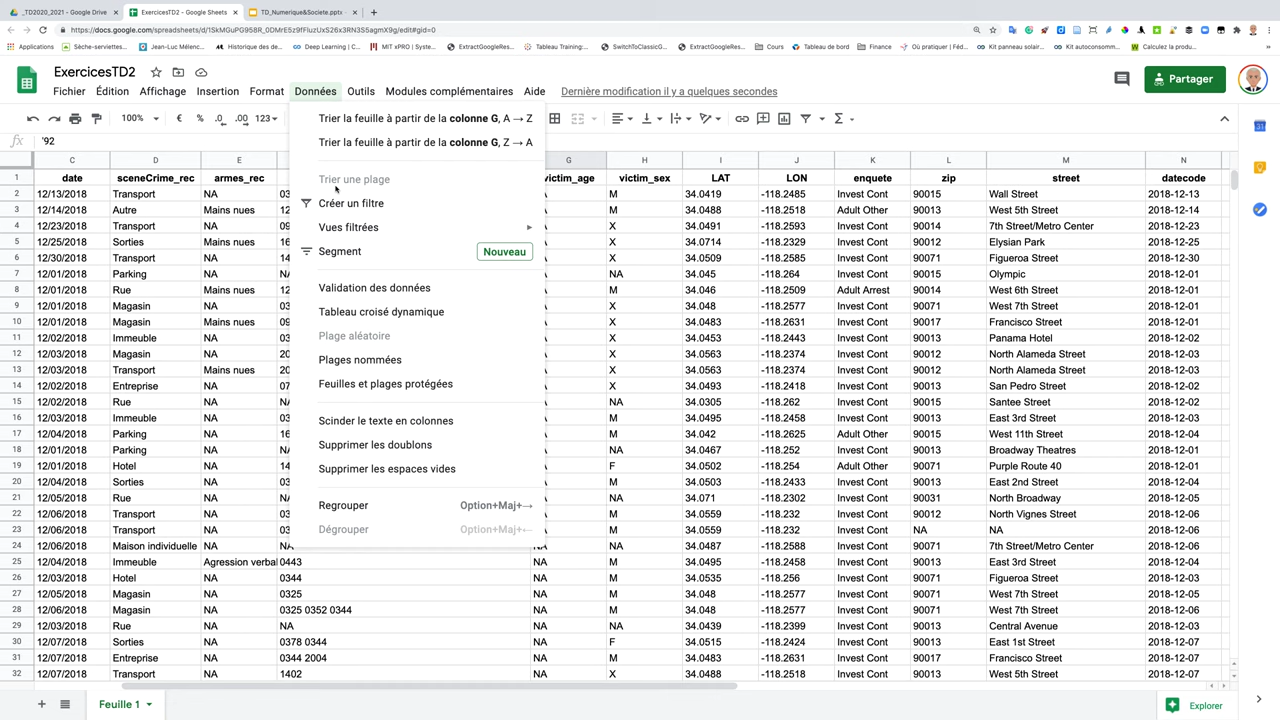 _TD2020_2021 - Google Drive
ExercicesTD2 - Google Sheets
TD_Numerique&Societe.pptx -
https://docs.google.com/spreadsheets/d/1SkMGuPG958R_0DMrE5z9fFIuzUxS26x3RN3S5agmX9g/edit#gid=0
Applications
Sèche-serviettes...
Jean-Luc Mélenc...
Historique des de...
Deep Learning | C...
MIT xPRO | Syste...
ExtractGoogleRes...
Tableau Training:...
SwitchToClassicG...
ExtractGoogleRes...
Cours
Tableau de bord
Finance
Où pratiquer | Féd...
Kit panneau solair...
Kit autoconsomm...
Calculez la produ...
ExercicesTD2
Partager
Fichier Édition Affichage Insertion Format Données Outils Modules complémentaires Aide Dernière modification il y a quelques secondes
100% € % .0 .00 123
fx '92
Trier la feuille à partir de la colonne G, A → Z
Trier la feuille à partir de la colonne G, Z → A
Trier une plage
Créer un filtre
Vues filtrées
Segment Nouveau
Validation des données
Tableau croisé dynamique
Plage aléatoire
Plages nommées
Feuilles et plages protégées
Scinder le texte en colonnes
Supprimer les doublons
Supprimer les espaces vides
Regrouper Option+Maj+→
Dégrouper Option+Maj+←
C D E G H I J K L M N
1 date sceneCrime_rec armes_rec victim_age victim_sex LAT LON enquete zip street datecode
2 12/13/2018 Transport NA 03 M 34.0419 -118.2485 Invest Cont 90015 Wall Street 2018-12-13
3 12/14/2018 Autre Mains nues 12 M 34.0488 -118.2518 Adult Other 90013 West 5th Street 2018-12-14
4 12/23/2018 Transport NA 09 X 34.0491 -118.2593 Invest Cont 90014 7th Street/Metro Center 2018-12-23
5 12/25/2018 Sorties Mains nues 16 X 34.0714 -118.2329 Invest Cont 90012 Elysian Park 2018-12-25
6 12/30/2018 Transport NA 14 X 34.0509 -118.2585 Invest Cont 90071 Figueroa Street 2018-12-30
7 12/01/2018 Parking NA NA NA 34.045 -118.264 Invest Cont 90015 Olympic 2018-12-01
8 12/01/2018 Rue Mains nues 12 M 34.046 -118.2509 Adult Arrest 90014 West 6th Street 2018-12-01
9 12/01/2018 Magasin NA 03 X 34.048 -118.2577 Invest Cont 90071 West 7th Street 2018-12-01
10 12/01/2018 Magasin Mains nues 09 X 34.0483 -118.2631 Invest Cont 90017 Francisco Street 2018-12-01
11 12/02/2018 Immeuble NA 03 X 34.0453 -118.2443 Invest Cont 90013 Panama Hotel 2018-12-02
12 12/03/2018 Magasin NA 20 X 34.0563 -118.2374 Invest Cont 90012 North Alameda Street 2018-12-03
13 12/03/2018 Transport Mains nues 20 X 34.0563 -118.2374 Invest Cont 90012 North Alameda Street 2018-12-03
14 12/02/2018 Entreprise NA 07 X 34.0493 -118.2418 Invest Cont 90013 San Pedro Street 2018-12-02
15 12/02/2018 Rue NA NA NA 34.0305 -118.262 Invest Cont 90015 Santee Street 2018-12-02
16 12/03/2018 Immeuble NA 03 M 34.0495 -118.2458 Invest Cont 90013 East 3rd Street 2018-12-03
17 12/04/2018 Parking NA 16 M 34.042 -118.2625 Adult Other 90015 West 11th Street 2018-12-04
18 12/01/2018 Parking NA NA NA 34.0467 -118.252 Invest Cont 90013 Broadway Theatres 2018-12-01
19 12/01/2018 Hotel NA 14 F 34.0502 -118.254 Adult Other 90071 Purple Route 40 2018-12-01
20 12/04/2018 Sorties NA 03 M 34.0503 -118.2433 Invest Cont 90013 East 2nd Street 2018-12-04
21 12/05/2018 Rue NA NA NA 34.071 -118.2302 Invest Cont 90031 North Broadway 2018-12-05
22 12/06/2018 Transport NA 03 M 34.0559 -118.232 Invest Cont 90012 North Vignes Street 2018-12-06
23 12/06/2018 Transport NA 03 M 34.0559 -118.232 Invest Cont NA NA 2018-12-06
24 12/06/2018 Maison individuelle NA NA NA NA 34.0487 -118.2588 Invest Cont 90071 7th Street/Metro Center 2018-12-06
25 12/04/2018 Immeuble Agression verbal 0443 NA M 34.0495 -118.2458 Invest Cont 90013 East 3rd Street 2018-12-04
26 12/03/2018 Hotel NA 0344 NA M 34.0535 -118.256 Invest Cont 90071 Figueroa Street 2018-12-03
27 12/05/2018 Magasin NA 0325 NA M 34.048 -118.2577 Invest Cont 90071 West 7th Street 2018-12-05
28 12/06/2018 Magasin NA 0325 0352 0344 NA M 34.048 -118.2577 Invest Cont 90071 West 7th Street 2018-12-06
29 12/03/2018 Rue NA NA NA NA 34.0439 -118.2399 Invest Cont 90013 Central Avenue 2018-12-03
30 12/07/2018 Sorties NA 0378 0344 NA F 34.0515 -118.2424 Invest Cont 90013 East 1st Street 2018-12-07
31 12/07/2018 Entreprise NA 0344 2004 NA M 34.0483 -118.2631 Invest Cont 90017 Francisco Street 2018-12-07
32 12/07/2018 Transport NA 1402 NA X 34.0488 -118.2518 Invest Cont 90013 West 5th Street 2018-12-07
Feuille 1
Explorer